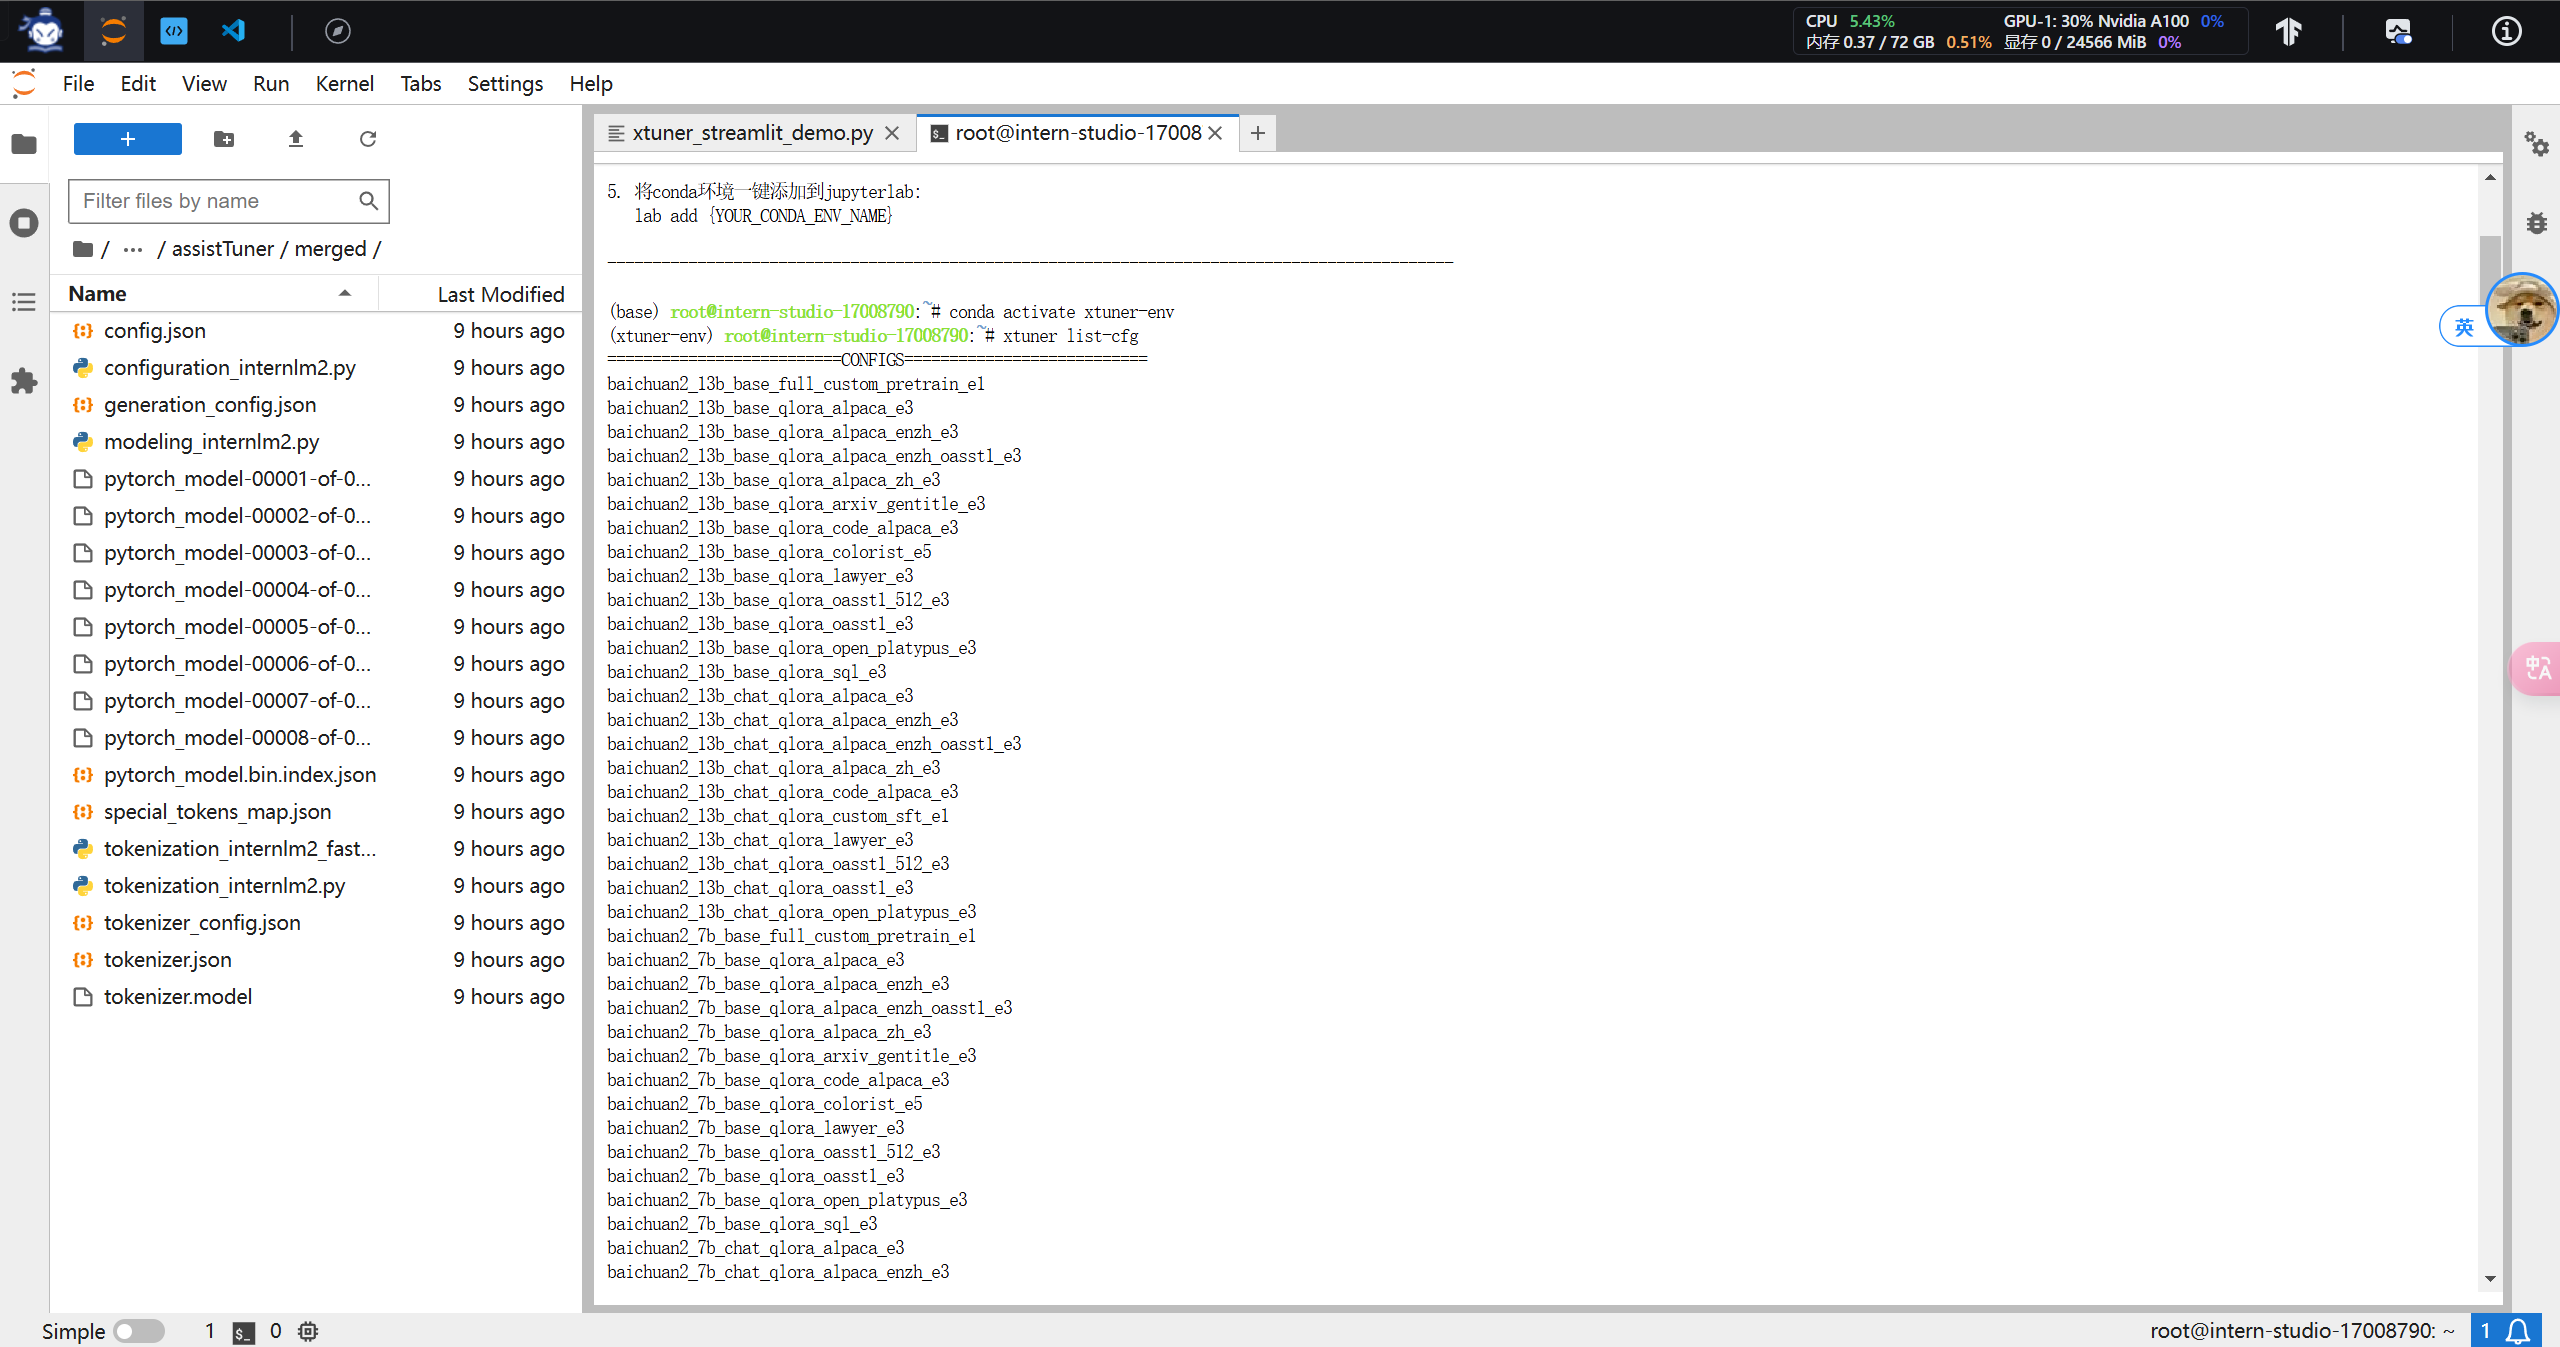 CPU 5.43% GPU-1: 30% Nvidia A100 0%
内存 0.37 / 72 GB 0.51% 显存 0 / 24566 MiB 0%
File Edit View Run Kernel Tabs Settings Help
xtuner_streamlit_demo.py
root@intern-studio-17008
Filter files by name
/ ··· / assistTuner / merged /
Name Last Modified
config.json 9 hours ago
configuration_internlm2.py 9 hours ago
generation_config.json 9 hours ago
modeling_internlm2.py 9 hours ago
pytorch_model-00001-of-0... 9 hours ago
pytorch_model-00002-of-0... 9 hours ago
pytorch_model-00003-of-0... 9 hours ago
pytorch_model-00004-of-0... 9 hours ago
pytorch_model-00005-of-0... 9 hours ago
pytorch_model-00006-of-0... 9 hours ago
pytorch_model-00007-of-0... 9 hours ago
pytorch_model-00008-of-0... 9 hours ago
pytorch_model.bin.index.json 9 hours ago
special_tokens_map.json 9 hours ago
tokenization_internlm2_fast... 9 hours ago
tokenization_internlm2.py 9 hours ago
tokenizer_config.json 9 hours ago
tokenizer.json 9 hours ago
tokenizer.model 9 hours ago
5. 将conda环境一键添加到jupyterlab:
lab add {YOUR_CONDA_ENV_NAME}
----------------------------------------------------------------------------------------------
(base) root@intern-studio-17008790:~# conda activate xtuner-env
(xtuner-env) root@intern-studio-17008790:~# xtuner list-cfg
==========================CONFIGS===========================
baichuan2_13b_base_full_custom_pretrain_e1
baichuan2_13b_base_qlora_alpaca_e3
baichuan2_13b_base_qlora_alpaca_enzh_e3
baichuan2_13b_base_qlora_alpaca_enzh_oasst1_e3
baichuan2_13b_base_qlora_alpaca_zh_e3
baichuan2_13b_base_qlora_arxiv_gentitle_e3
baichuan2_13b_base_qlora_code_alpaca_e3
baichuan2_13b_base_qlora_colorist_e5
baichuan2_13b_base_qlora_lawyer_e3
baichuan2_13b_base_qlora_oasst1_512_e3
baichuan2_13b_base_qlora_oasst1_e3
baichuan2_13b_base_qlora_open_platypus_e3
baichuan2_13b_base_qlora_sql_e3
baichuan2_13b_chat_qlora_alpaca_e3
baichuan2_13b_chat_qlora_alpaca_enzh_e3
baichuan2_13b_chat_qlora_alpaca_enzh_oasst1_e3
baichuan2_13b_chat_qlora_alpaca_zh_e3
baichuan2_13b_chat_qlora_code_alpaca_e3
baichuan2_13b_chat_qlora_custom_sft_e1
baichuan2_13b_chat_qlora_lawyer_e3
baichuan2_13b_chat_qlora_oasst1_512_e3
baichuan2_13b_chat_qlora_oasst1_e3
baichuan2_13b_chat_qlora_open_platypus_e3
baichuan2_7b_base_full_custom_pretrain_e1
baichuan2_7b_base_qlora_alpaca_e3
baichuan2_7b_base_qlora_alpaca_enzh_e3
baichuan2_7b_base_qlora_alpaca_enzh_oasst1_e3
baichuan2_7b_base_qlora_alpaca_zh_e3
baichuan2_7b_base_qlora_arxiv_gentitle_e3
baichuan2_7b_base_qlora_code_alpaca_e3
baichuan2_7b_base_qlora_colorist_e5
baichuan2_7b_base_qlora_lawyer_e3
baichuan2_7b_base_qlora_oasst1_512_e3
baichuan2_7b_base_qlora_oasst1_e3
baichuan2_7b_base_qlora_open_platypus_e3
baichuan2_7b_base_qlora_sql_e3
baichuan2_7b_chat_qlora_alpaca_e3
baichuan2_7b_chat_qlora_alpaca_enzh_e3
英
中A
Simple 1 $_ 0
root@intern-studio-17008790: ~ 1